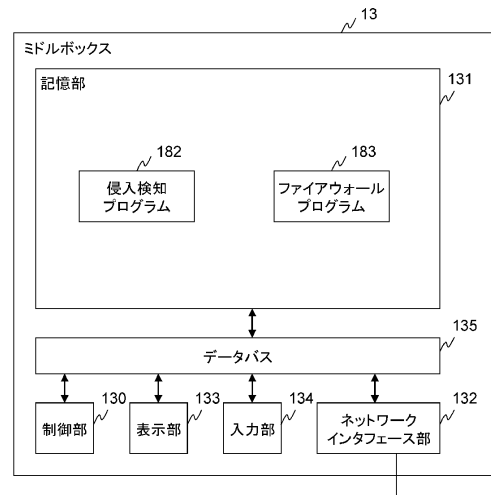 13
ミドルボックス
記憶部
131
182
侵入検知
プログラム
183
ファイアウォール
プログラム
135
データバス
130
制御部
133
表示部
134
入力部
132
ネットワーク
インタフェース部